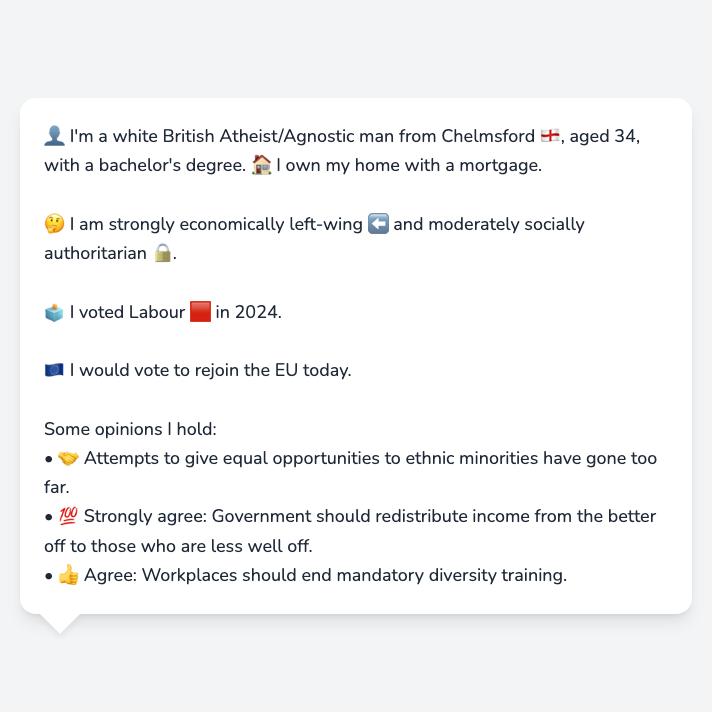 👤 I'm a white British Atheist/Agnostic man from Chelmsford 🏴󠁧󠁢󠁥󠁮󠁧󠁿, aged 34,
with a bachelor's degree. 🏠 I own my home with a mortgage.
🤔 I am strongly economically left-wing ⬅️ and moderately socially
authoritarian 🔒.
🗳️ I voted Labour 🟥 in 2024.
🇪🇺 I would vote to rejoin the EU today.
Some opinions I hold:
• 🤝 Attempts to give equal opportunities to ethnic minorities have gone too
far.
• 💯 Strongly agree: Government should redistribute income from the better
off to those who are less well off.
• 👍 Agree: Workplaces should end mandatory diversity training.